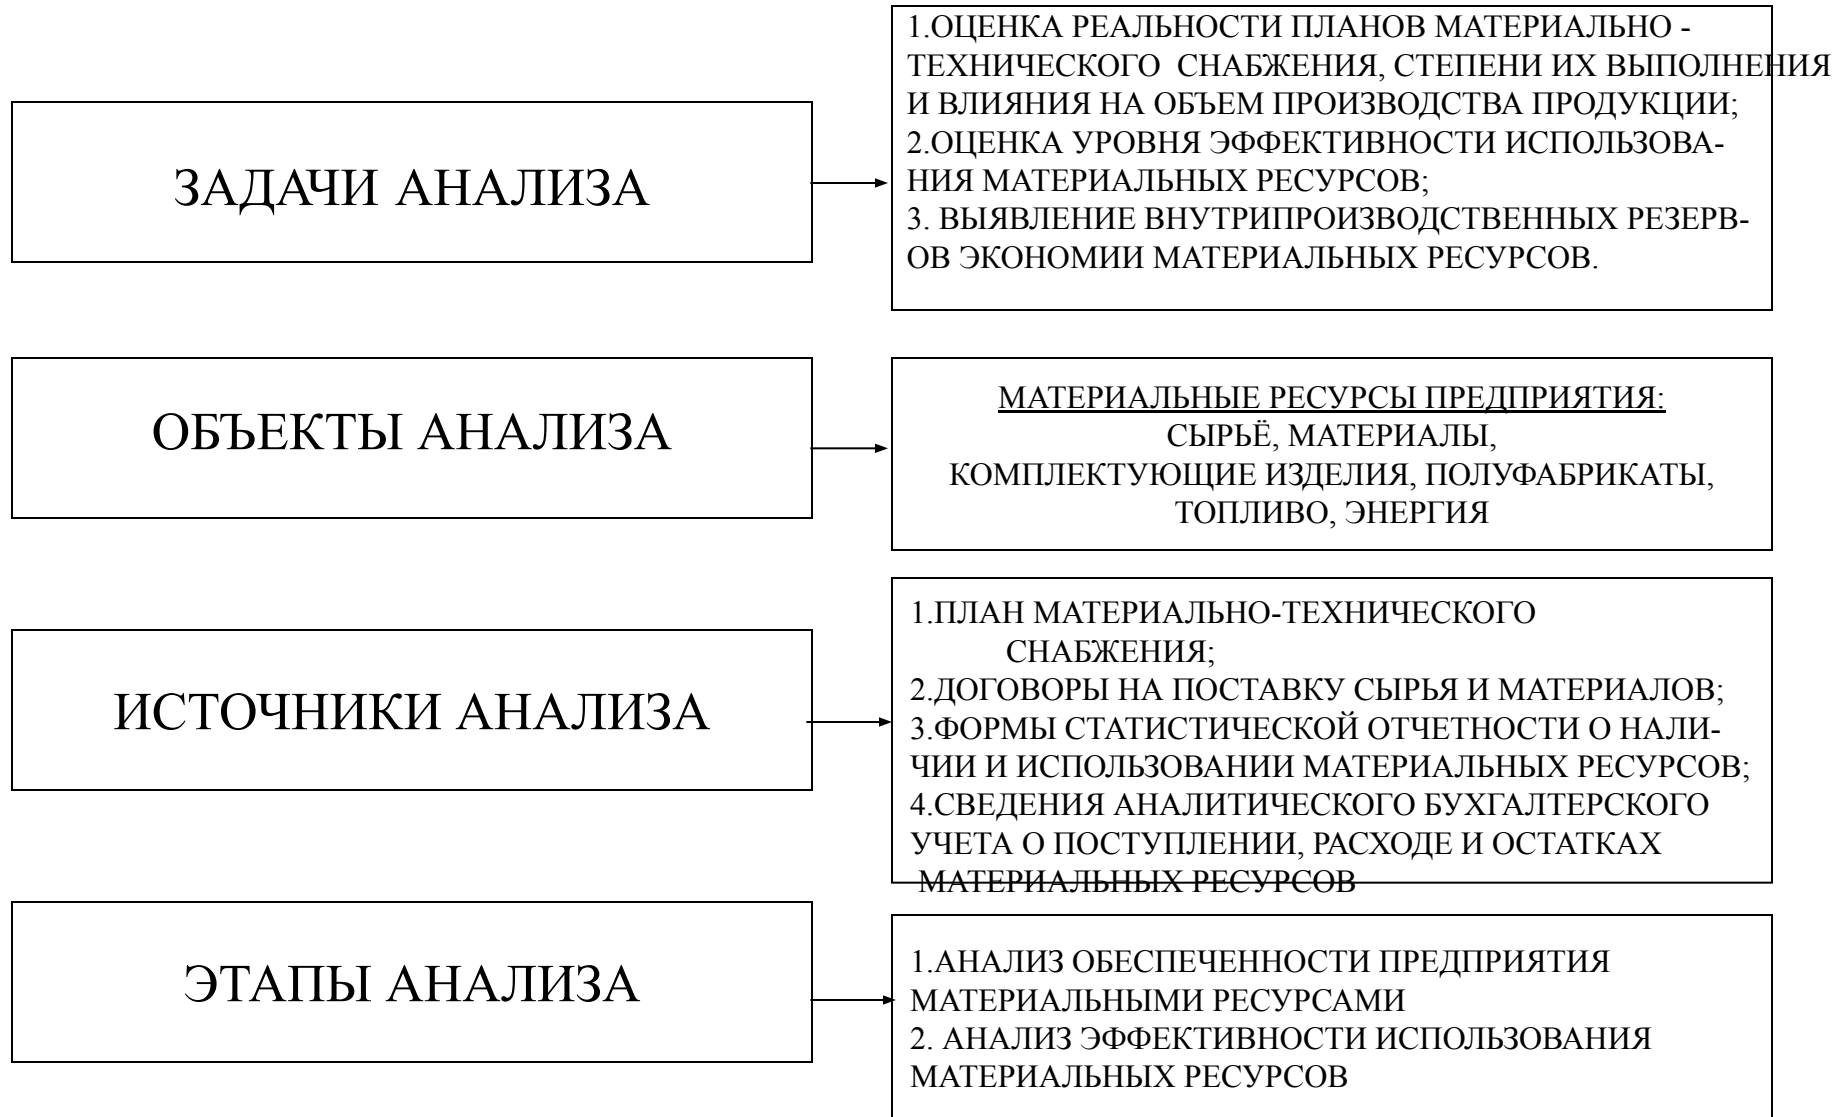 ЗАДАЧИ АНАЛИЗА
1.ОЦЕНКА РЕАЛЬНОСТИ ПЛАНОВ МАТЕРИАЛЬНО -
ТЕХНИЧЕСКОГО СНАБЖЕНИЯ, СТЕПЕНИ ИХ ВЫПОЛНЕНИЯ
И ВЛИЯНИЯ НА ОБЪЕМ ПРОИЗВОДСТВА ПРОДУКЦИИ;
2.ОЦЕНКА УРОВНЯ ЭФФЕКТИВНОСТИ ИСПОЛЬЗОВА-
НИЯ МАТЕРИАЛЬНЫХ РЕСУРСОВ;
3. ВЫЯВЛЕНИЕ ВНУТРИПРОИЗВОДСТВЕННЫХ РЕЗЕРВ-
ОВ ЭКОНОМИИ МАТЕРИАЛЬНЫХ РЕСУРСОВ.
ОБЪЕКТЫ АНАЛИЗА
МАТЕРИАЛЬНЫЕ РЕСУРСЫ ПРЕДПРИЯТИЯ:
СЫРЬЁ, МАТЕРИАЛЫ,
КОМПЛЕКТУЮЩИЕ ИЗДЕЛИЯ, ПОЛУФАБРИКАТЫ,
ТОПЛИВО, ЭНЕРГИЯ
ИСТОЧНИКИ АНАЛИЗА
1.ПЛАН МАТЕРИАЛЬНО-ТЕХНИЧЕСКОГО
СНАБЖЕНИЯ;
2.ДОГОВОРЫ НА ПОСТАВКУ СЫРЬЯ И МАТЕРИАЛОВ;
3.ФОРМЫ СТАТИСТИЧЕСКОЙ ОТЧЕТНОСТИ О НАЛИ-
ЧИИ И ИСПОЛЬЗОВАНИИ МАТЕРИАЛЬНЫХ РЕСУРСОВ;
4.СВЕДЕНИЯ АНАЛИТИЧЕСКОГО БУХГАЛТЕРСКОГО
УЧЕТА О ПОСТУПЛЕНИИ, РАСХОДЕ И ОСТАТКАХ
МАТЕРИАЛЬНЫХ РЕСУРСОВ
ЭТАПЫ АНАЛИЗА
1.АНАЛИЗ ОБЕСПЕЧЕННОСТИ ПРЕДПРИЯТИЯ
МАТЕРИАЛЬНЫМИ РЕСУРСАМИ
2. АНАЛИЗ ЭФФЕКТИВНОСТИ ИСПОЛЬЗОВАНИЯ
МАТЕРИАЛЬНЫХ РЕСУРСОВ